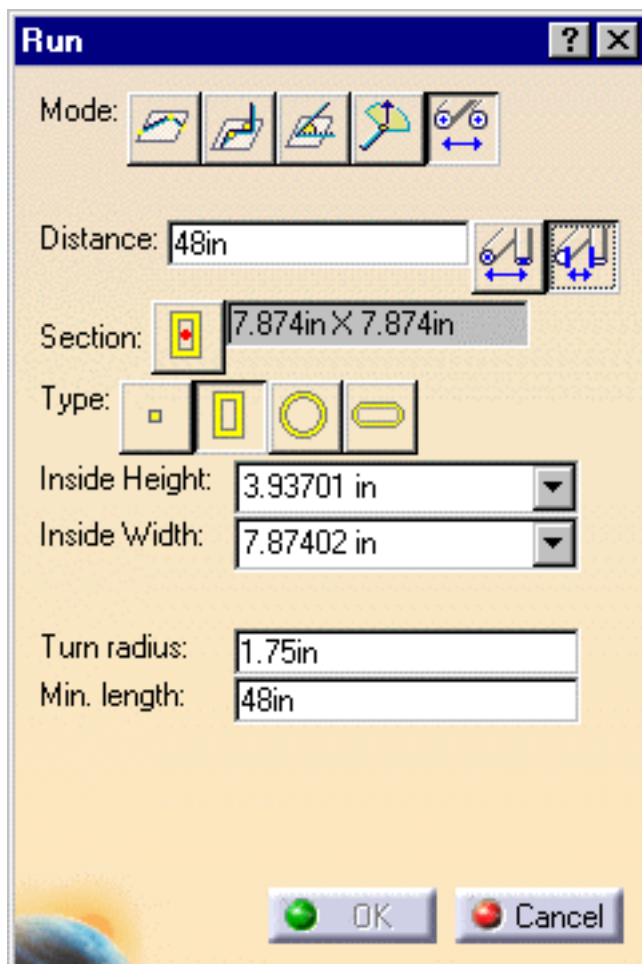 Run
Mode:
Distance: 48in
Section: 7.874in X 7.874in
Type:
Inside Height: 3.93701 in
Inside Width: 7.87402 in
Turn radius: 1.75in
Min. length: 48in
OK Cancel